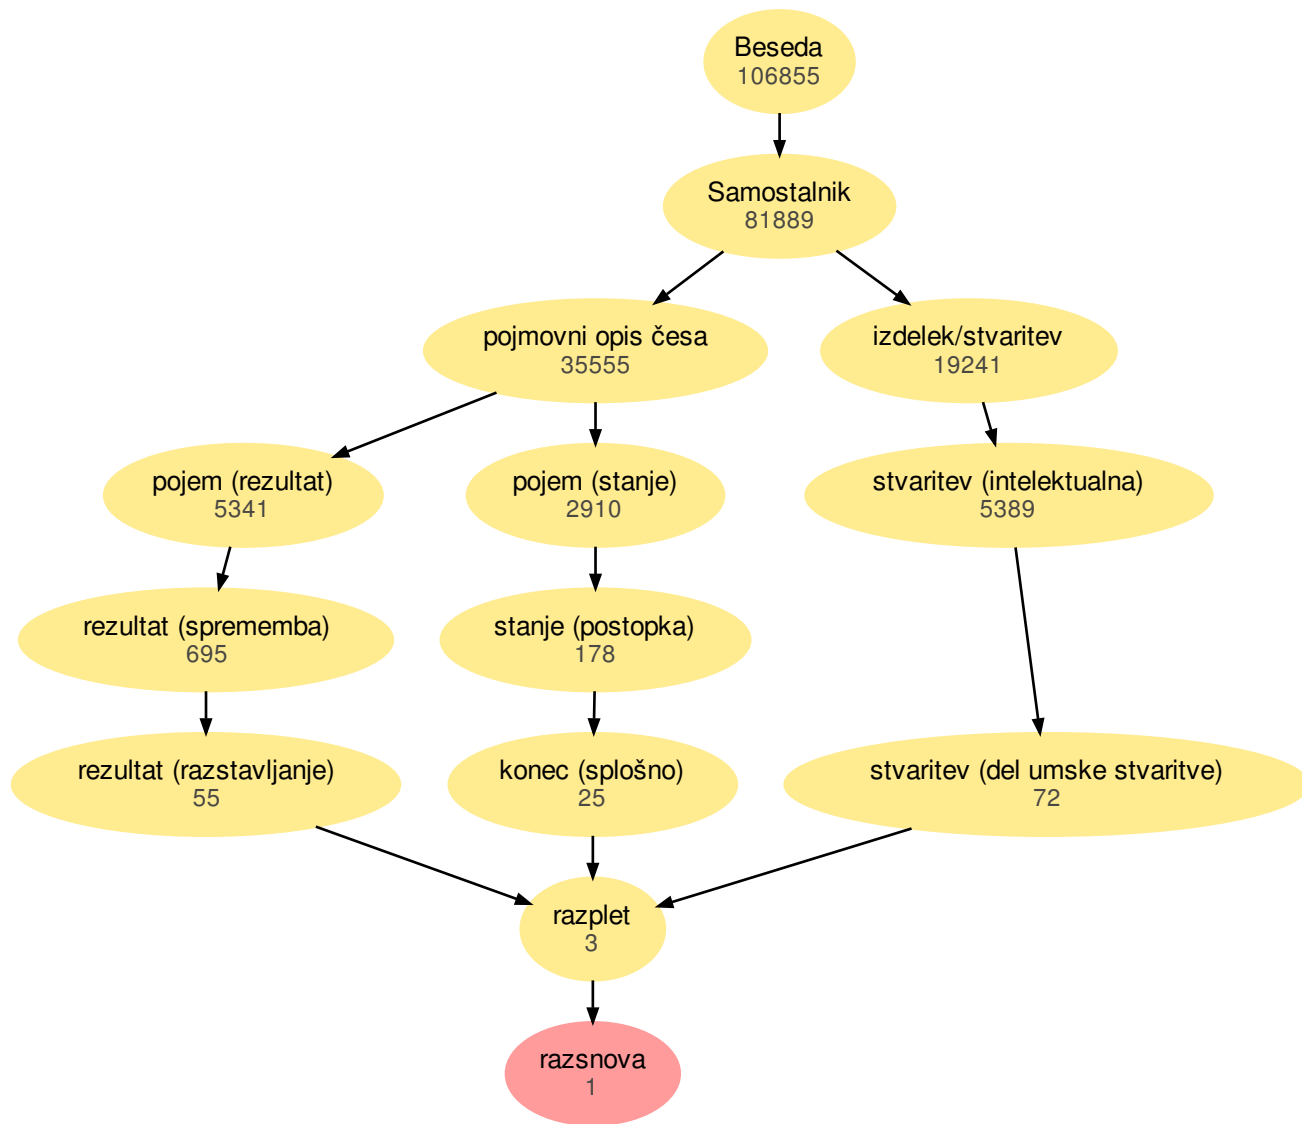 Beseda
106855
Samostalnik
81889
pojmovni opis česa
35555
izdelek/stvaritev
19241
pojem (rezultat)
5341
pojem (stanje)
2910
stvaritev (intelektualna)
5389
rezultat (sprememba)
695
stanje (postopka)
178
rezultat (razstavljanje)
55
konec (splošno)
25
stvaritev (del umske stvaritve)
72
razplet
3
razsnova
1